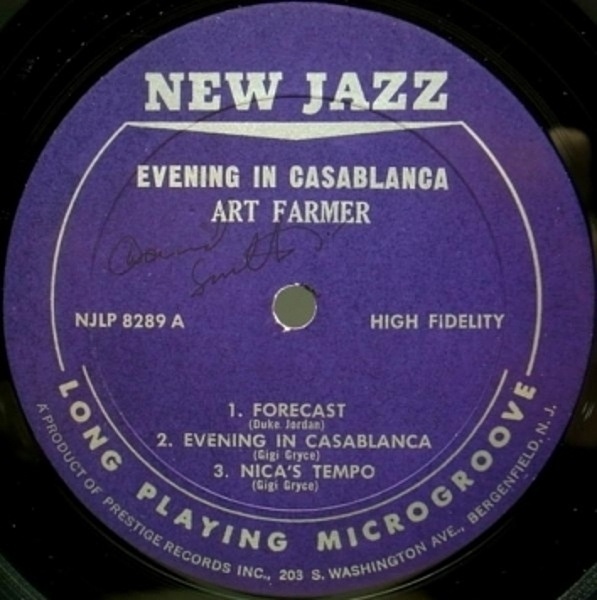 NEW JAZZ
EVENING IN CASABLANCA
ART FARMER
Smith
NJLP 8289 A
HIGH FIDELITY
1. FORECAST
(Duke Jordan)
2. EVENING IN CASABLANCA
(Gigi Gryce)
3. NICA'S TEMPO
(Gigi Gryce)
LONG PLAYING MICROGROOVE
A PRODUCT OF PRESTIGE RECORDS INC., 203 S. WASHINGTON AVE., BERGENFIELD, N. J.